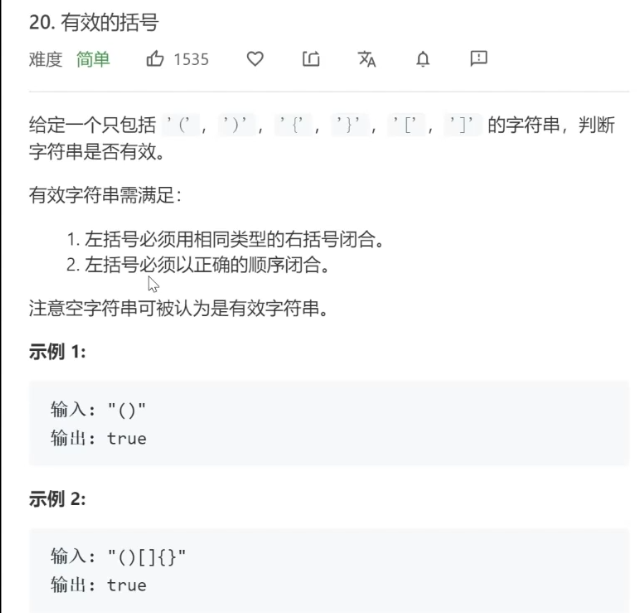 20. 有效的括号
难度 简单 1535
给定一个只包括 '(', ')', '{', '}', '[', ']' 的字符串，判断
字符串是否有效。
有效字符串需满足：
1. 左括号必须用相同类型的右括号闭合。
2. 左括号必须以正确的顺序闭合。
注意空字符串可被认为是有效字符串。
示例 1:
输入: "()"
输出: true
示例 2:
输入: "()[]{}"
输出: true